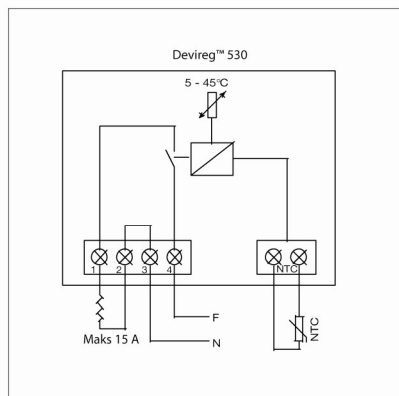 Devireg™ 530
5 - 45°C
1 2 3 4
NTC
F
N
Maks 15 A
NTC